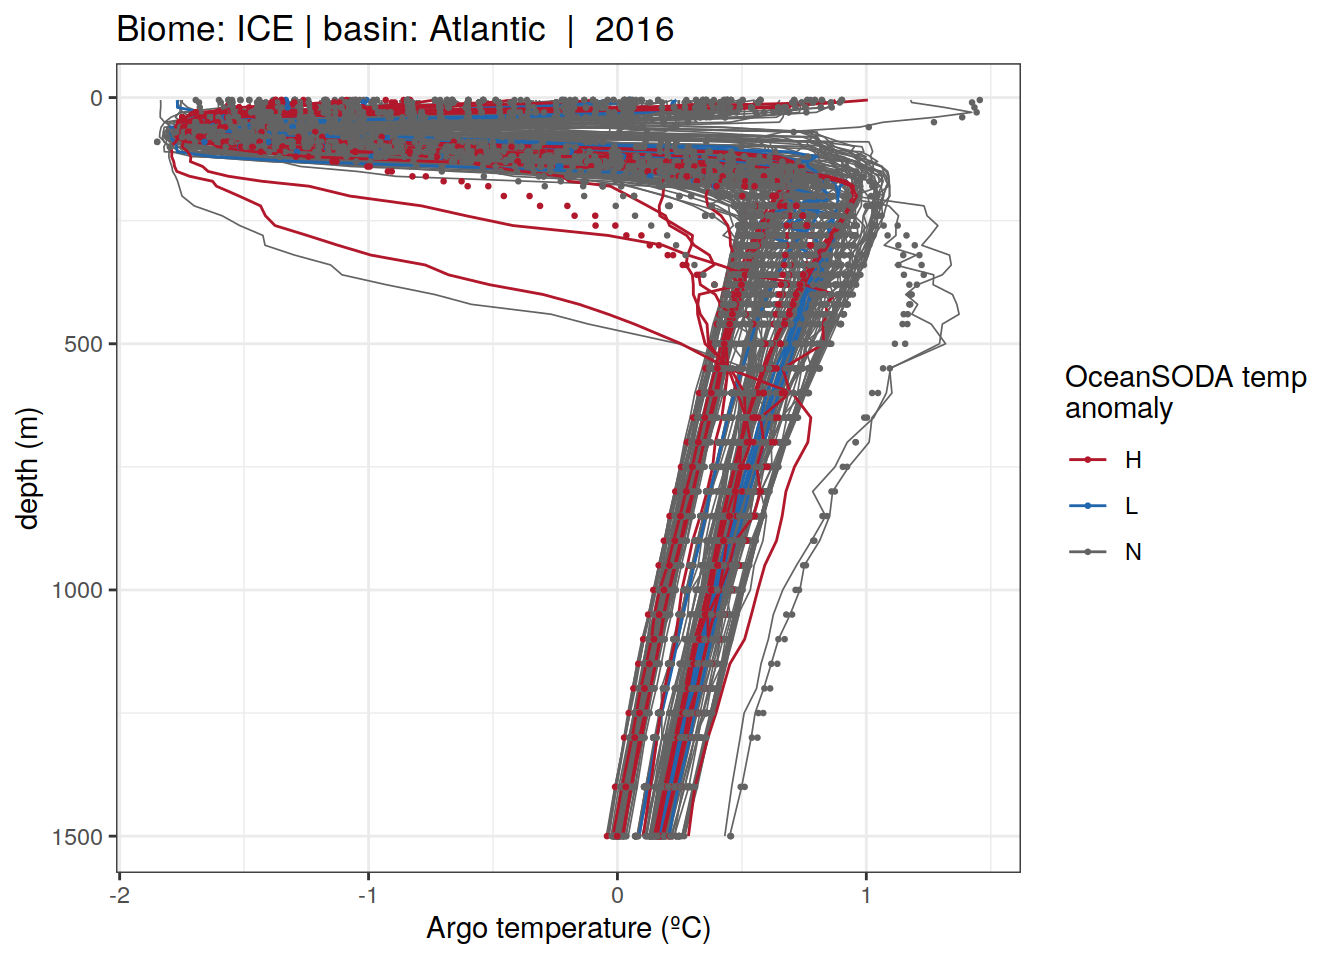 Biome: ICE | basin: Atlantic  |  2016
0
500
1000
1500
depth (m)
-2
-1
0
1
Argo temperature (ºC)
OceanSODA temp
anomaly
H
L
N